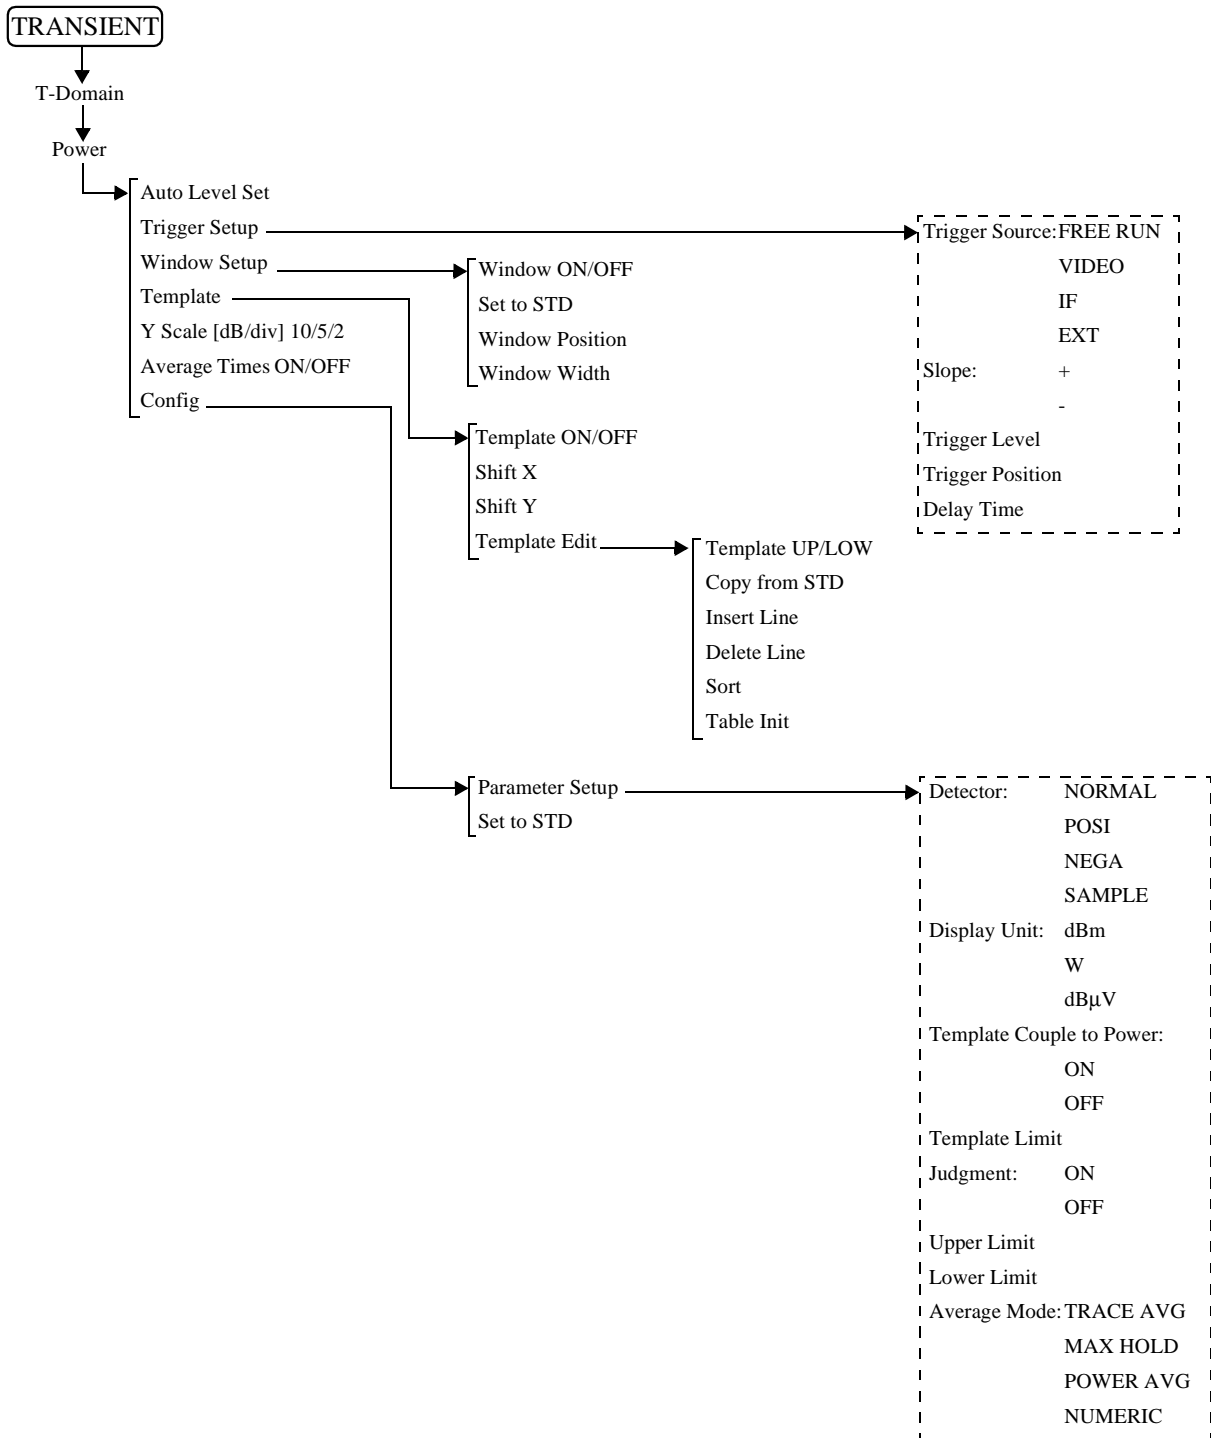 TRANSIENT
T-Domain
Power
Auto Level Set
Trigger Setup
Window Setup
Template
Y Scale [dB/div] 10/5/2
Average Times ON/OFF
Config
Window ON/OFF
Set to STD
Window Position
Window Width
Template ON/OFF
Shift X
Shift Y
Template Edit
Template UP/LOW
Copy from STD
Insert Line
Delete Line
Sort
Table Init
Trigger Source: FREE RUN
VIDEO
IF
EXT
Slope: +
-
Trigger Level
Trigger Position
Delay Time
Parameter Setup
Set to STD
Detector: NORMAL
POSI
NEGA
SAMPLE
Display Unit: dBm
W
dBµV
Template Couple to Power:
ON
OFF
Template Limit
Judgment: ON
OFF
Upper Limit
Lower Limit
Average Mode: TRACE AVG
MAX HOLD
POWER AVG
NUMERIC